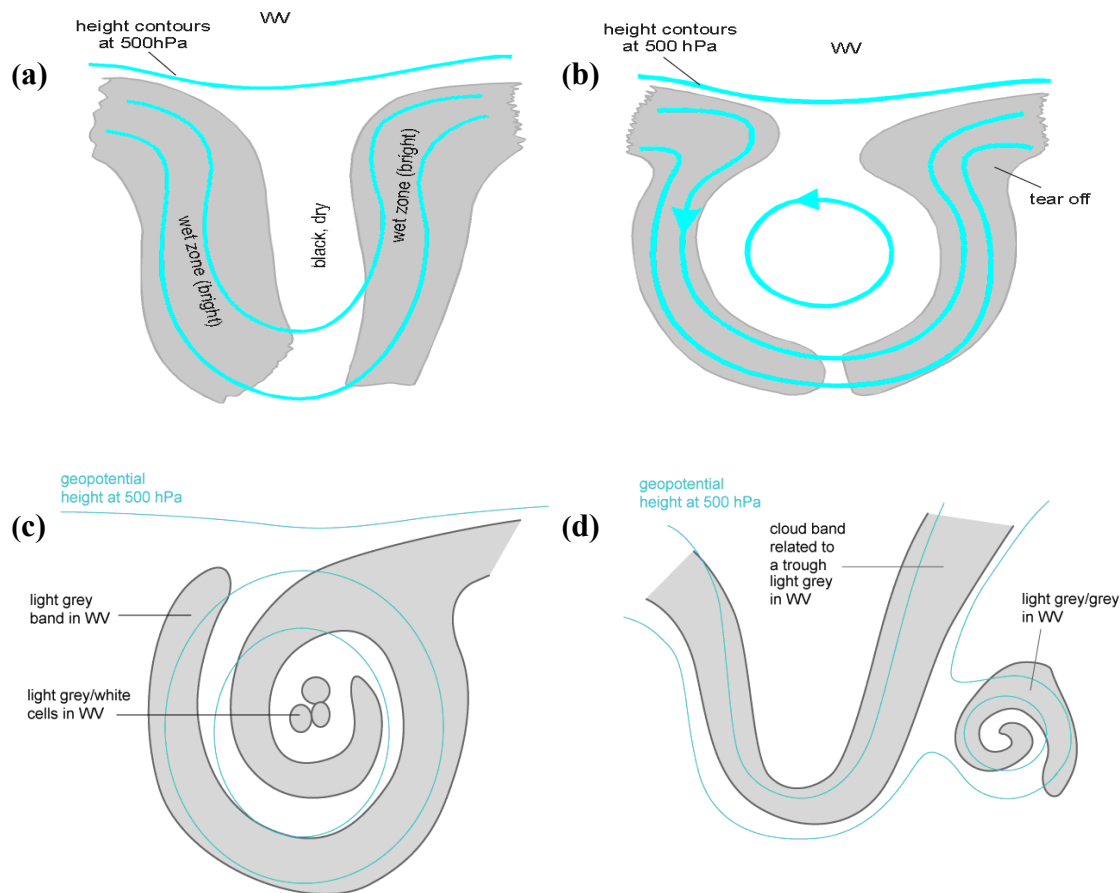 (a)
height contours
at 500hPa
WV
wet zone (bright)
black, dry
wet zone (bright)
(b)
height contours
at 500 hPa
WV
tear off
(c)
geopotential
height at 500 hPa
light grey
band in WV
light grey/white
cells in WV
(d)
geopotential
height at 500 hPa
cloud band
related to
a trough
light grey
in WV
light grey/grey
in WV